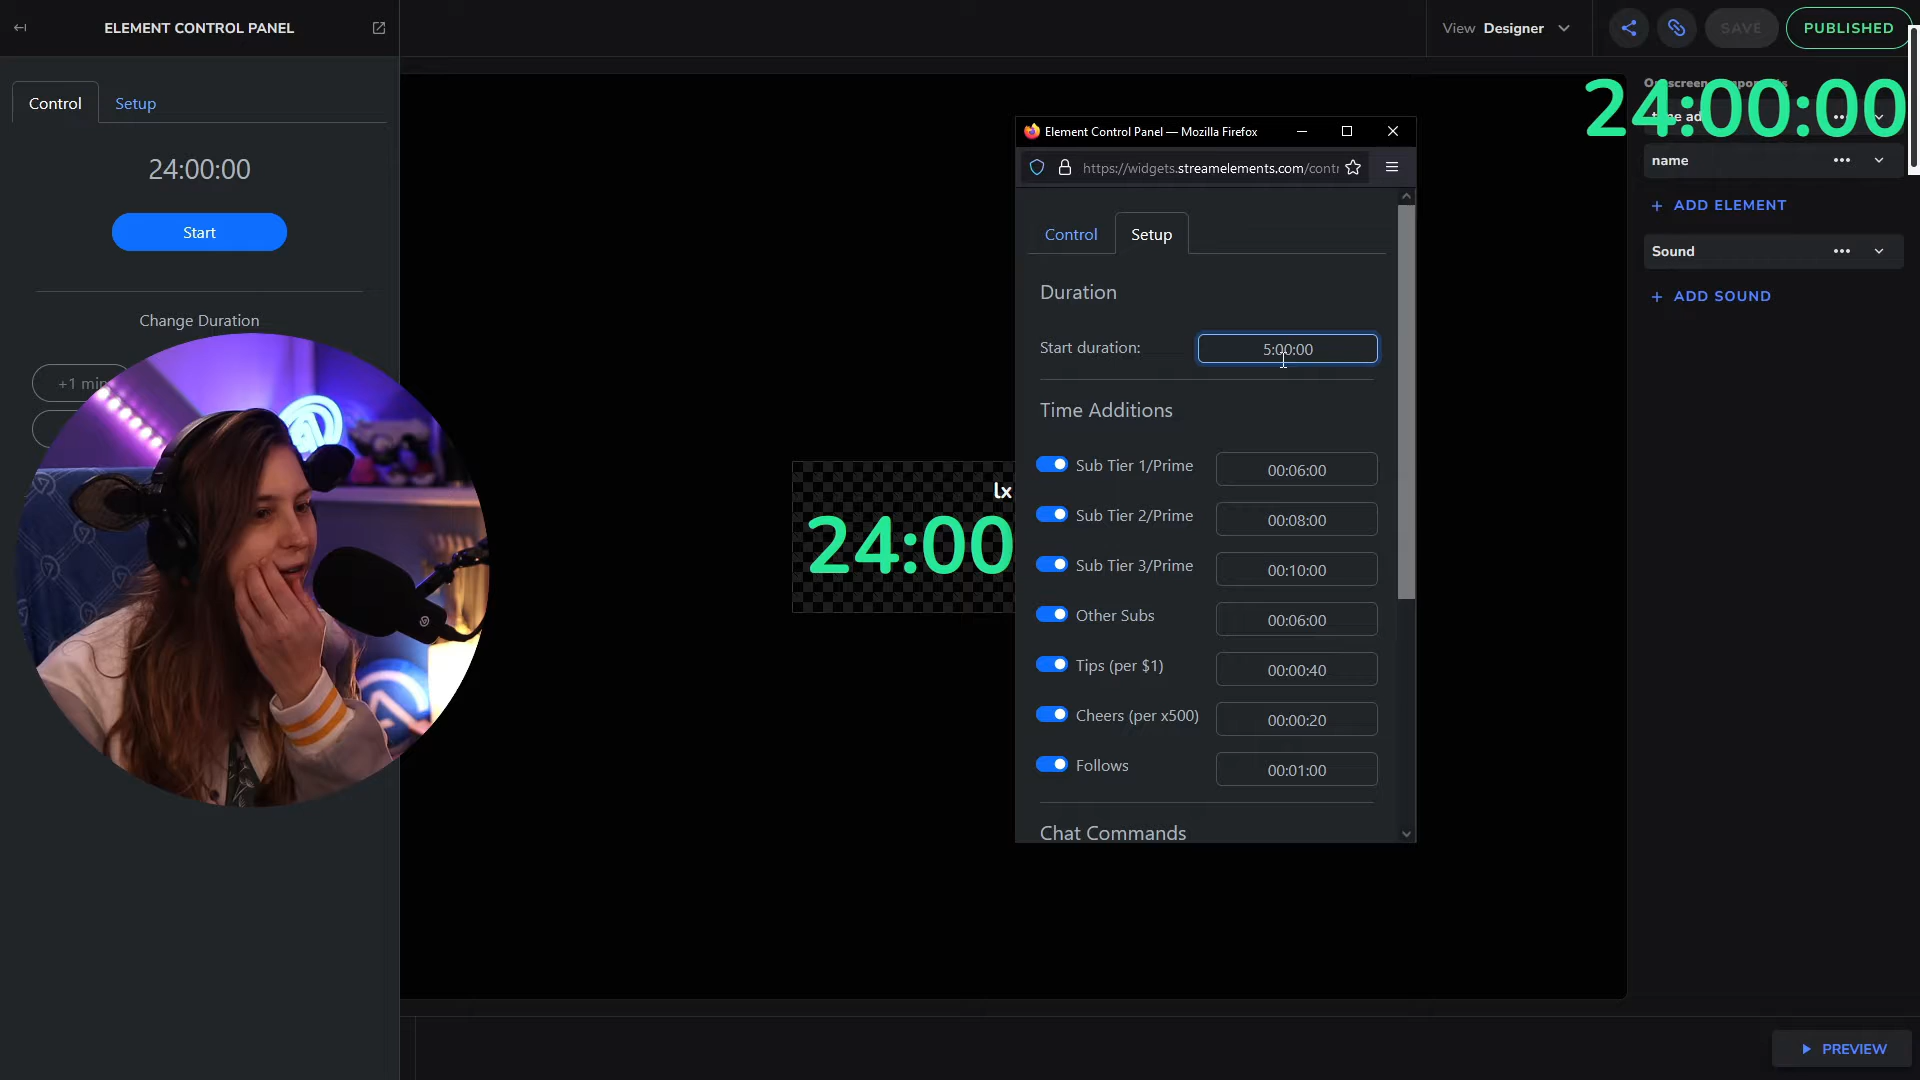 ELEMENT CONTROL PANEL
View Designer
SAVE
PUBLISHED
Control
Setup
24:00:00
Start
Change Duration
+1 min
lx
24:00
Element Control Panel — Mozilla Firefox
https://widgets.streamelements.com/contr
Control
Setup
Duration
Start duration:
5:00:00
Time Additions
Sub Tier 1/Prime
00:06:00
Sub Tier 2/Prime
00:08:00
Sub Tier 3/Prime
00:10:00
Other Subs
00:06:00
Tips (per $1)
00:00:40
Cheers (per x500)
00:00:20
Follows
00:01:00
Chat Commands
24:00:00
name
+ ADD ELEMENT
Sound
+ ADD SOUND
PREVIEW